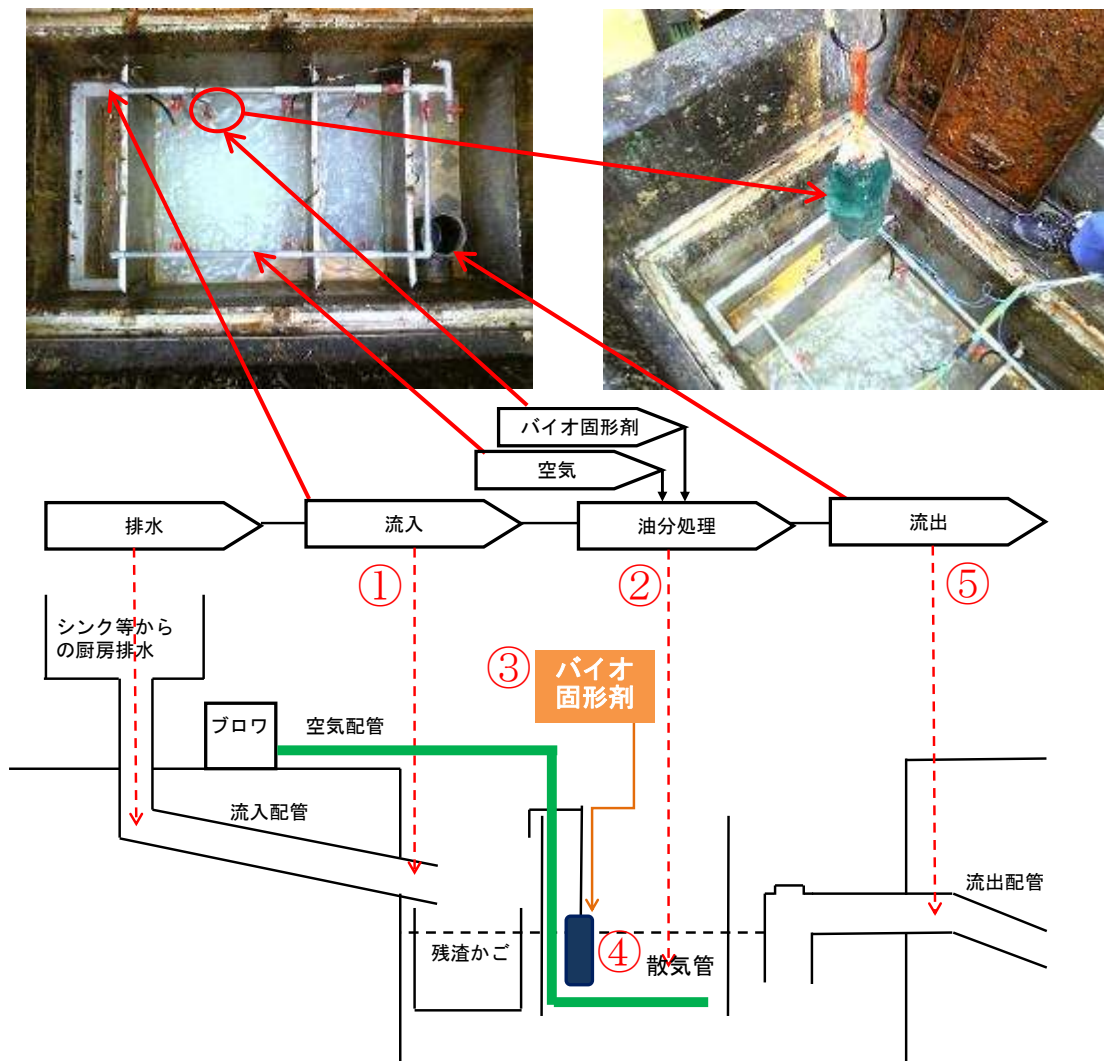 バイオ固形剤
空気
排水
流入
油分処理
流出
①
②
⑤
シンク等から
の厨房排水
③
バイオ
固形剤
ブロワ
空気配管
流入配管
流出配管
残渣かご
④
散気管